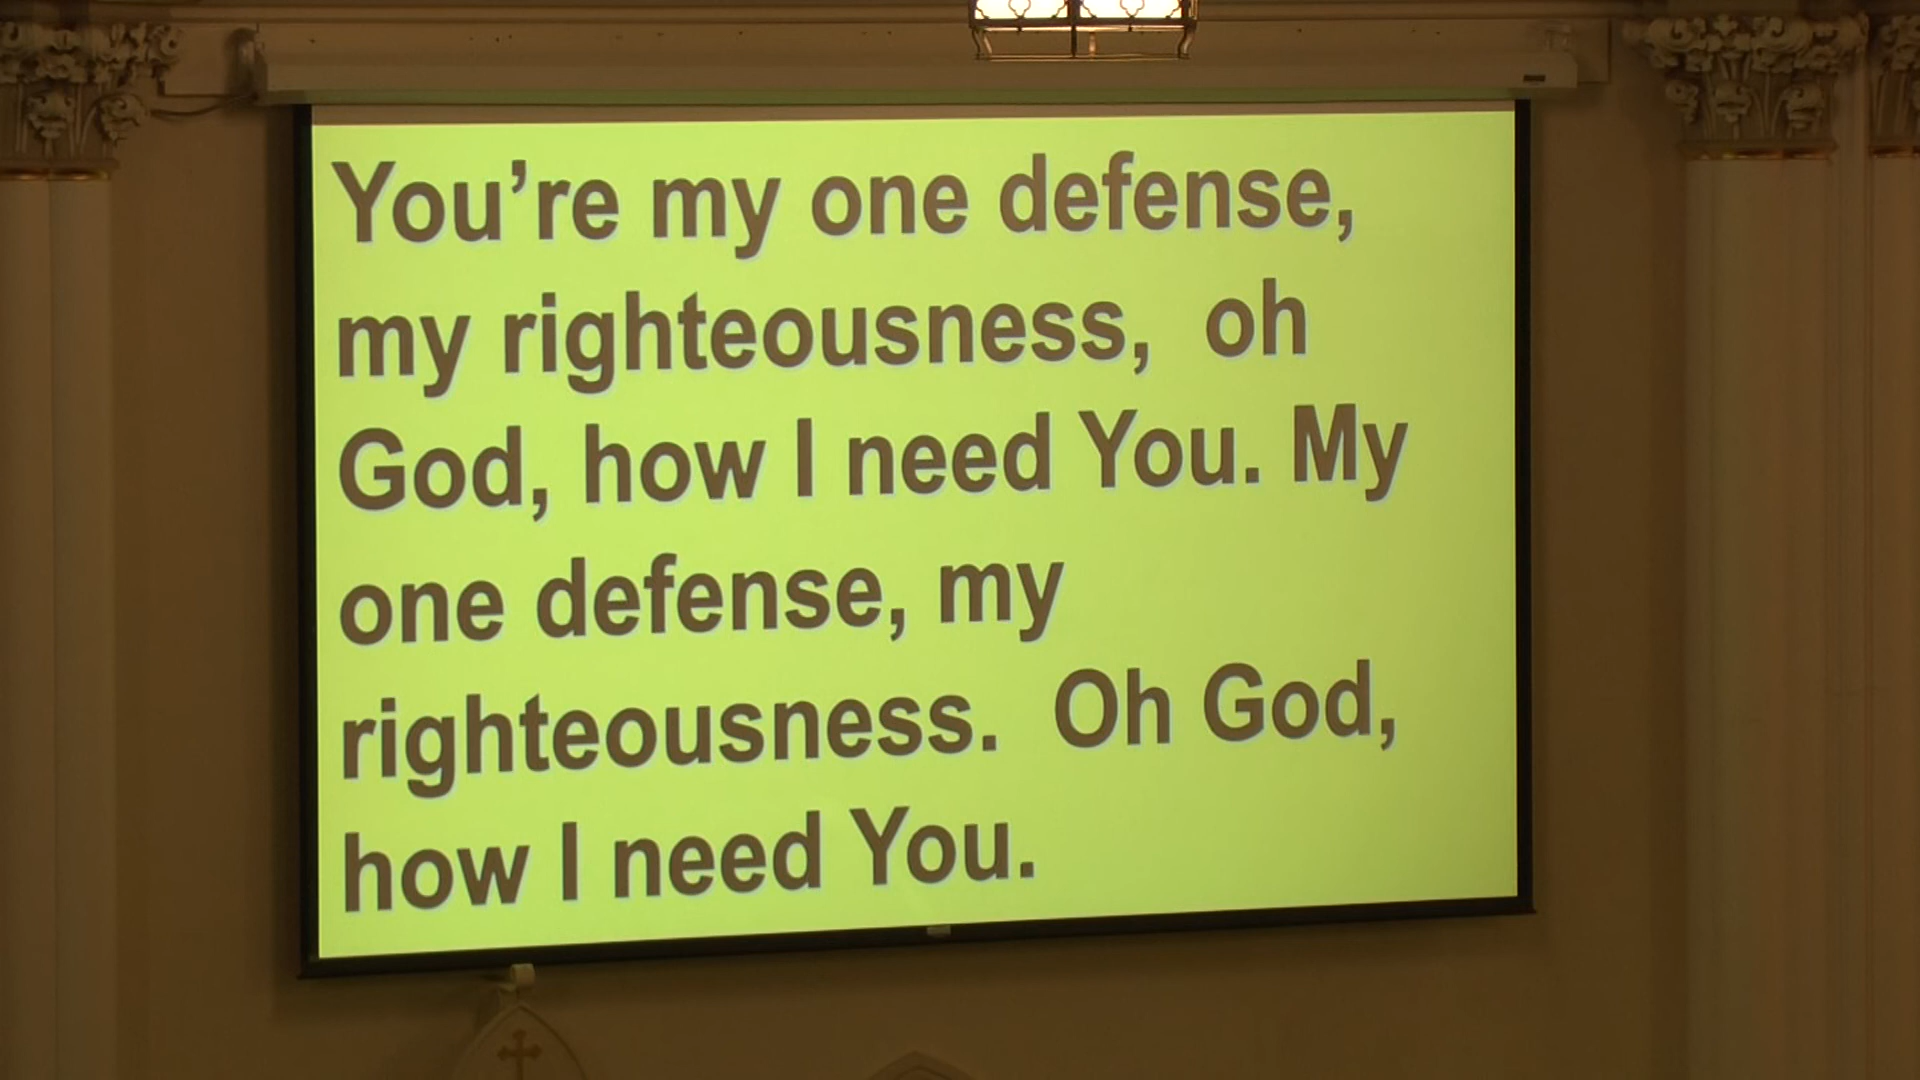 You’re my one defense,
my righteousness,  oh
God, how I need You. My
one defense, my
righteousness.  Oh God,
how I need You.